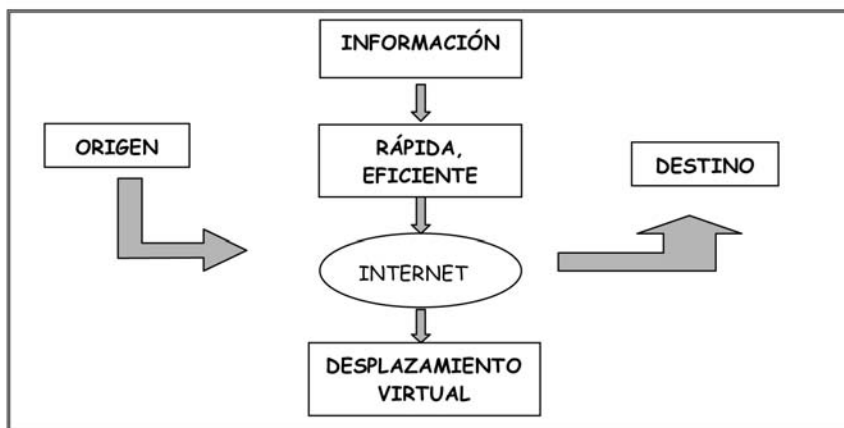 INFORMACIÓN
ORIGEN
RÁPIDA,
EFICIENTE
DESTINO
INTERNET
DESPLAZAMIENTO
VIRTUAL